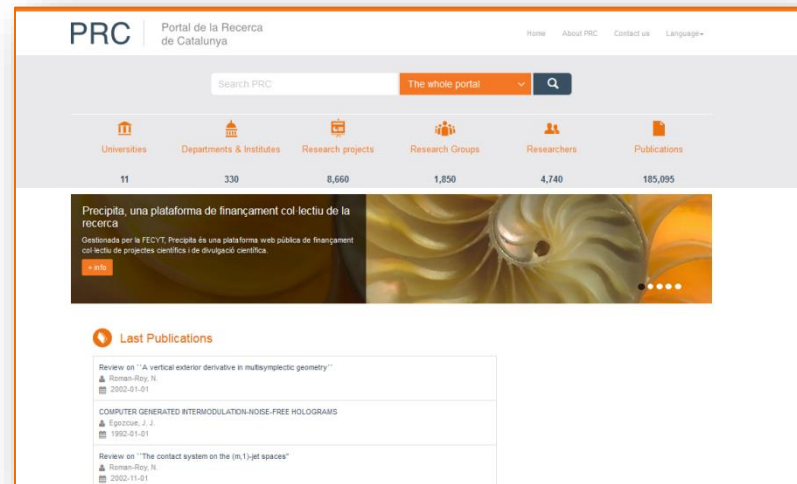 PRC
Portal de la Recerca
de Catalunya
Home About PRC Contact us Language
Search PRC
The whole portal
Universities Departments & Institutes Research projects Research Groups Researchers Publications
11 330 8,660 1,850 4,740 185,095
Precipita, una plataforma de finançament col·lectiu de la
recerca
Gestionada per la FECYT, Precipita és una plataforma web pública de finançament
col·lectiu de projectes científics i de divulgació científica.
+ info
Last Publications
Review on ``A vertical exterior derivative in multisymplectic geometry``
Roman-Roy, N.
2002-01-01
COMPUTER GENERATED INTERMODULATION-NOISE-FREE HOLOGRAMS
Egozcue, J. J.
1992-01-01
Review on ``The contact system on the (m,1)-jet spaces"
Roman-Roy, N.
2002-11-01